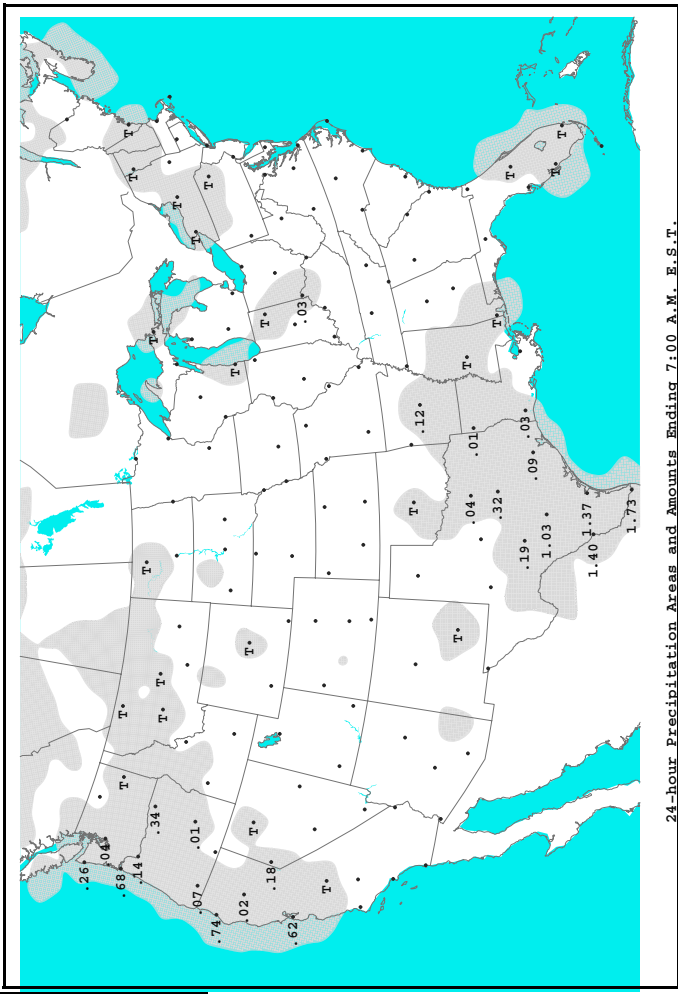 .26
.04
T
T
.68
T
T
.14
T
T
.34
T
T
T
.01
T
.07
T
.74
T
.02
T
T
T
.18
.62
.03
T
T
.12
T
T
.04
.01
T
.32
T
.19
.03
.09
1.03
T
T
1.37
1.40
1.73
24-hour Precipitation Areas and Amounts Ending 7:00 A.M. E.S.T.